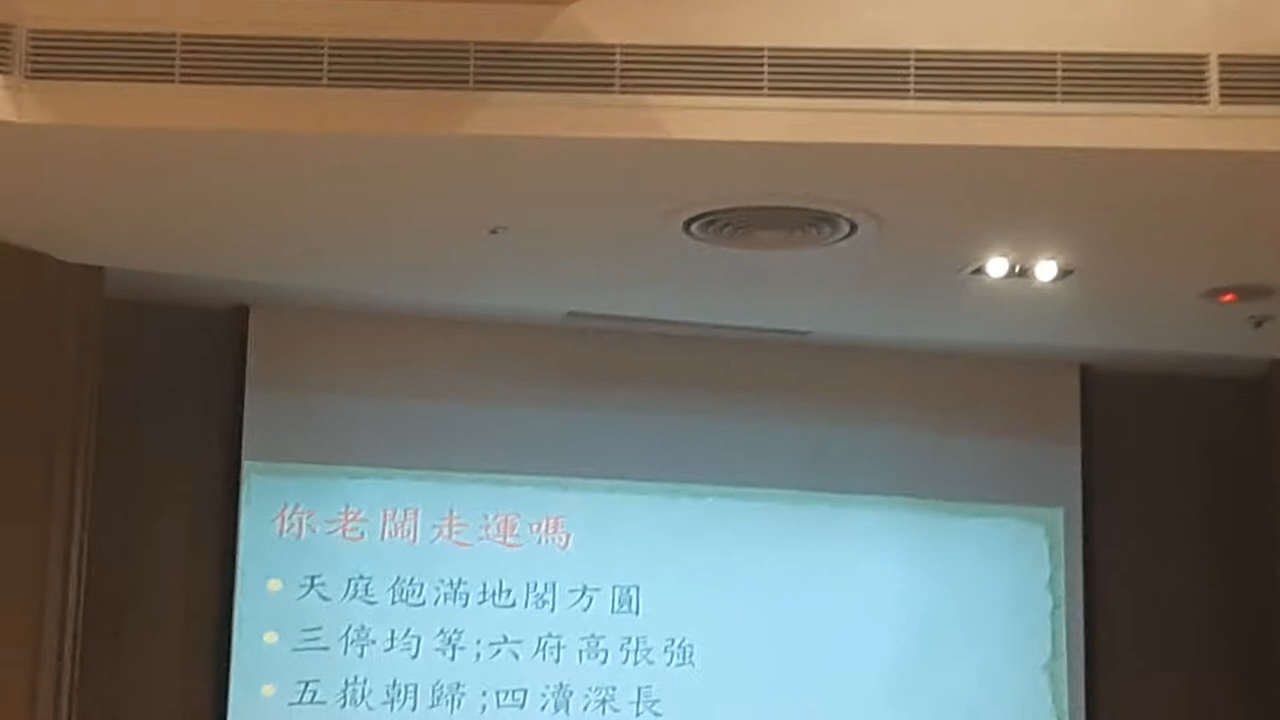 你老闆走運嗎
天庭飽滿地閣方圓
三停均等;六府高張強
五嶽朝歸;四瀆深長